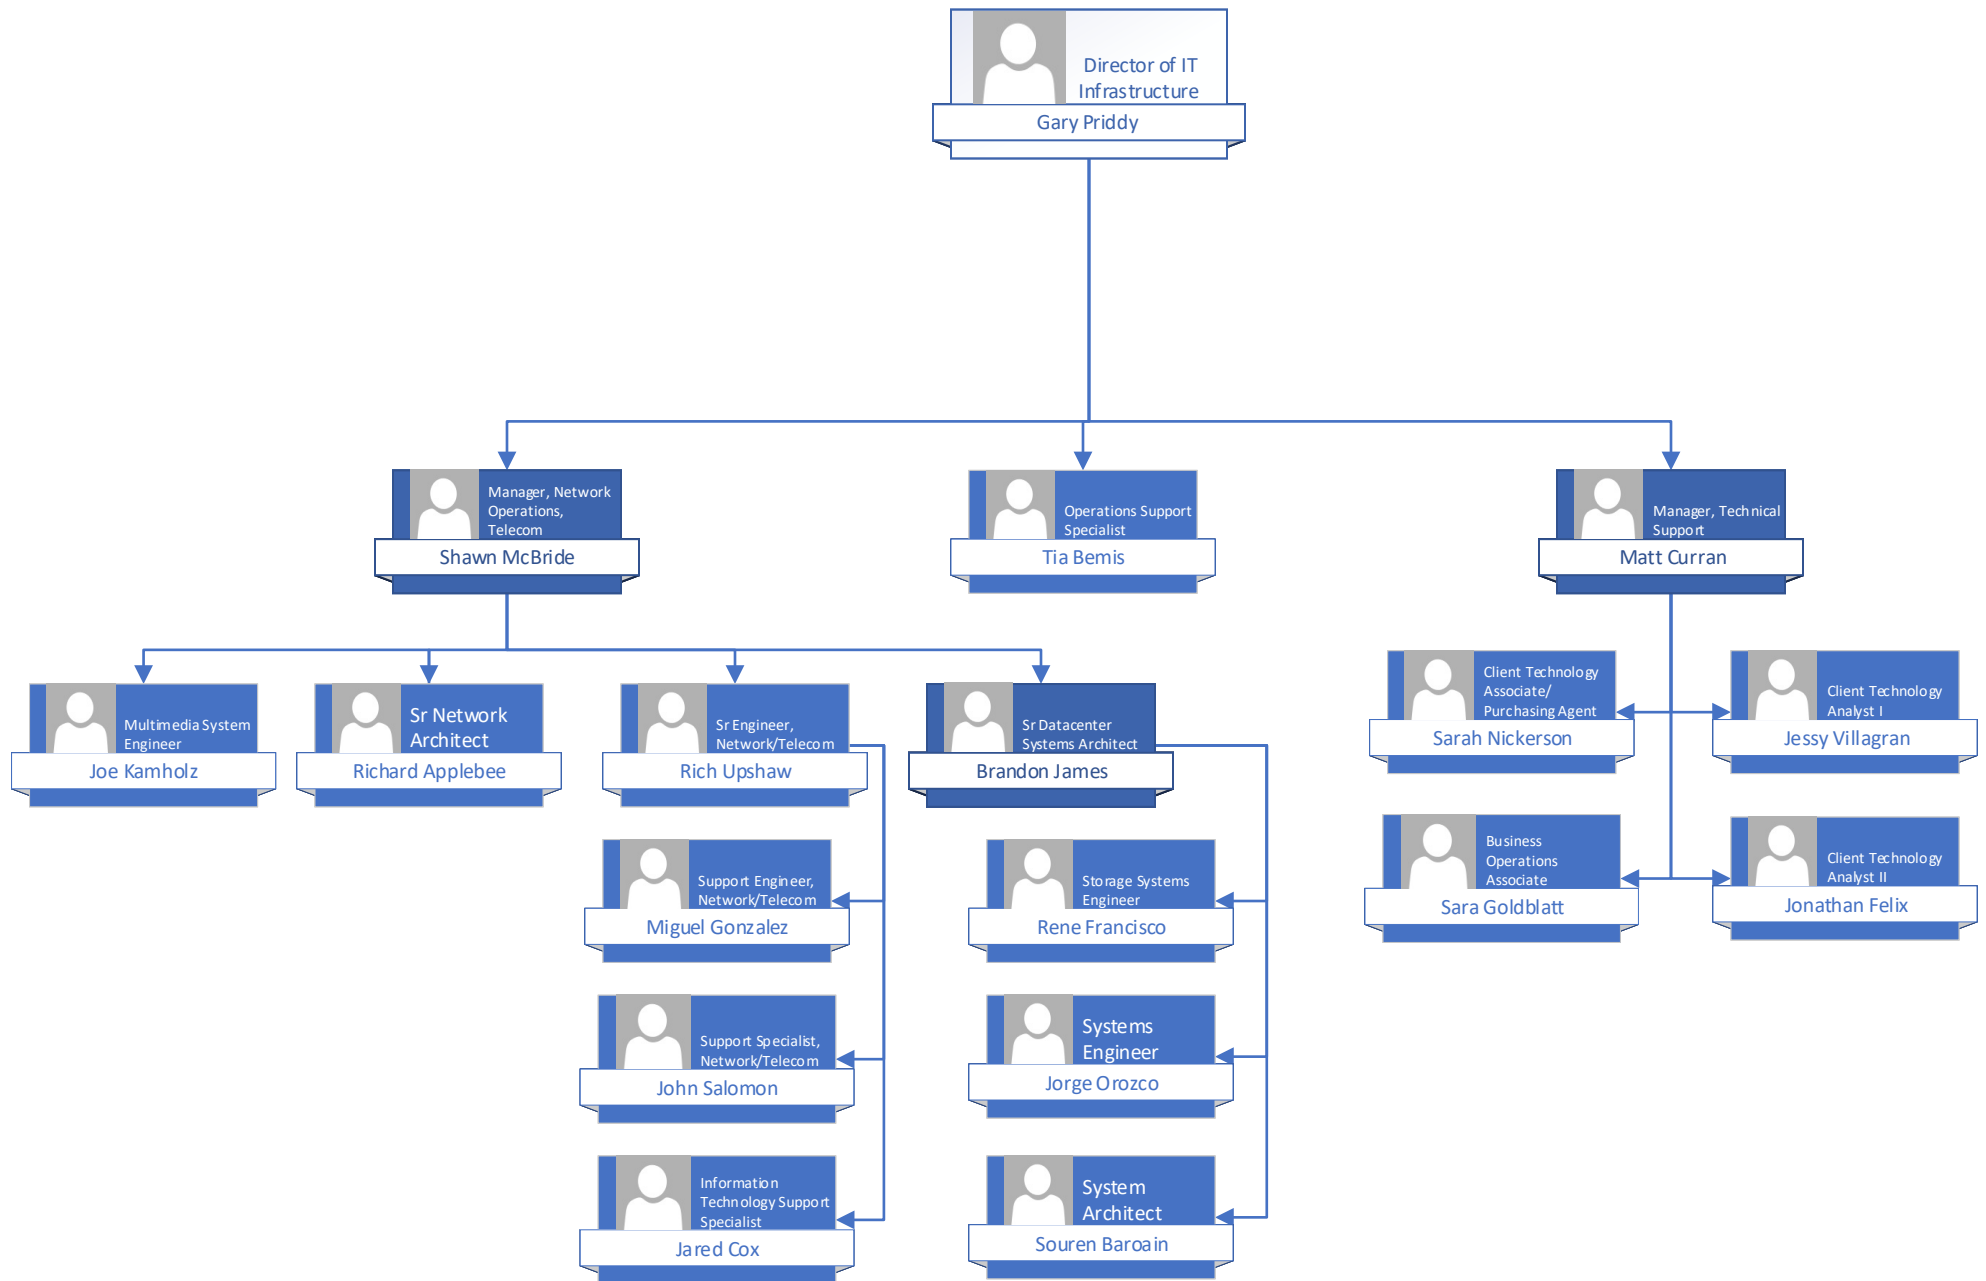 Director of IT
Infrastructure
Gary Priddy
Manager, Network
Operations,
Telecom
Shawn McBride
Operations Support
Specialist
Tia Bemis
Manager, Technical
Support
Matt Curran
Multimedia System
Engineer
Joe Kamholz
Sr Network
Architect
Richard Applebee
Sr Engineer,
Network/Telecom
Rich Upshaw
Sr Datacenter
Systems Architect
Brandon James
Client Technology
Associate/
Purchasing Agent
Sarah Nickerson
Client Technology
Analyst I
Jessy Villagran
Support Engineer,
Network/Telecom
Miguel Gonzalez
Storage Systems
Engineer
Rene Francisco
Business
Operations
Associate
Sara Goldblatt
Client Technology
Analyst II
Jonathan Felix
Support Specialist,
Network/Telecom
John Salomon
Systems
Engineer
Jorge Orozco
Information
Technology Support
Specialist
Jared Cox
System
Architect
Souren Baroain